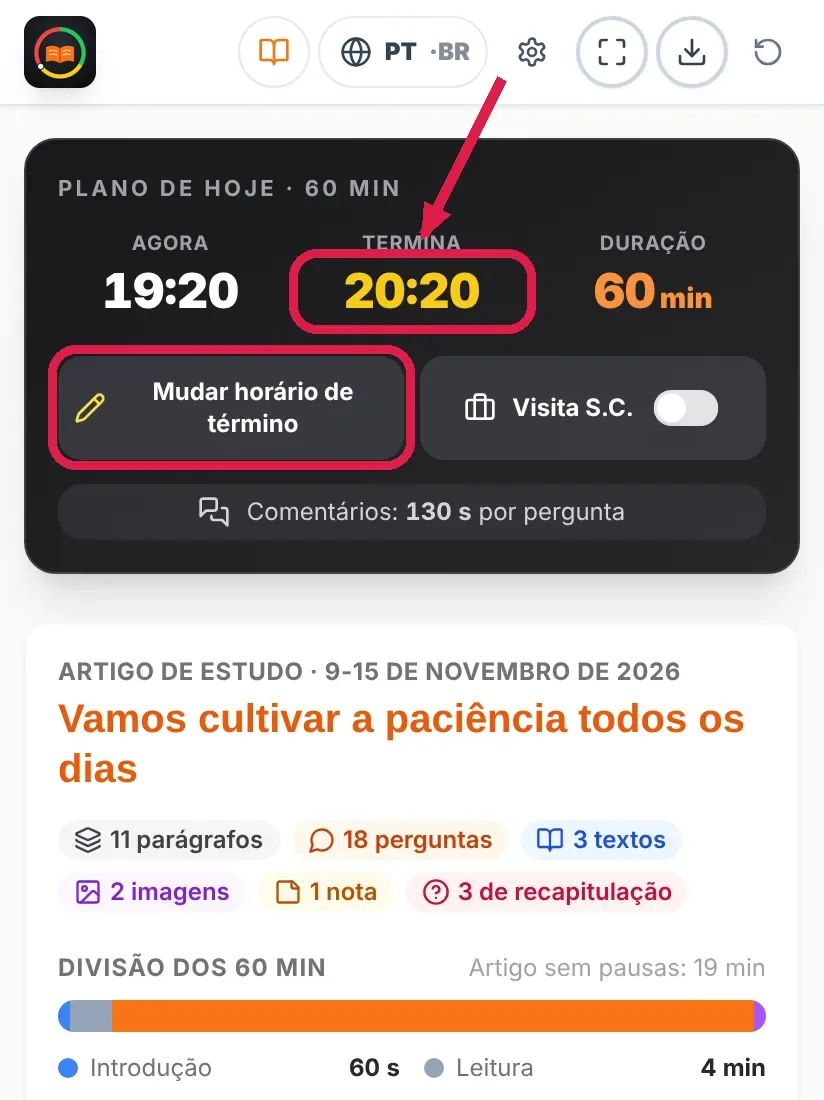 PT ·BR
PLANO DE HOJE · 60 MIN
AGORA
TERMINA
DURAÇÃO
19:20
20:20
60 min
Mudar horário de
término
Visita S.C.
Comentários: 130 s por pergunta
ARTIGO DE ESTUDO · 9-15 DE NOVEMBRO DE 2026
Vamos cultivar a paciência todos os
dias
11 parágrafos
18 perguntas
3 textos
2 imagens
1 nota
3 de recapitulação
DIVISÃO DOS 60 MIN
Artigo sem pausas: 19 min
Introdução 60 s
Leitura 4 min